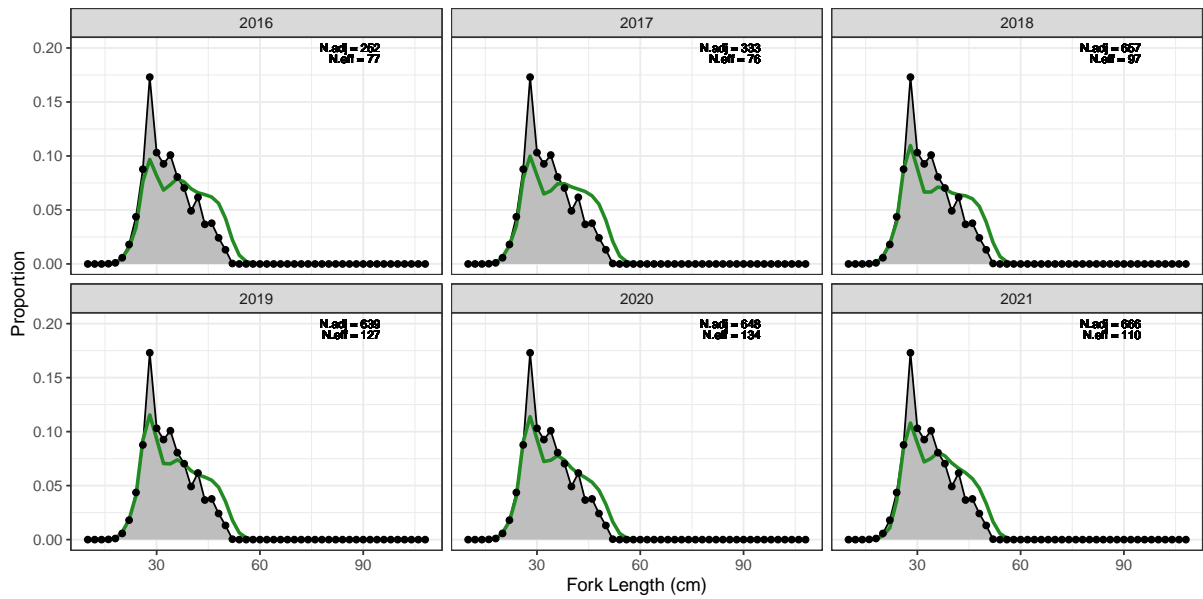 2016
2017
2018
N.adj = 252
N.eff = 77
N.adj = 333
N.eff = 76
N.adj = 657
N.eff = 97
0.20
0.15
0.10
0.05
0.00
2019
2020
2021
N.adj = 639
N.eff = 127
N.adj = 648
N.eff = 134
N.adj = 666
N.eff = 110
0.20
0.15
0.10
0.05
0.00
30 60 90
30 60 90
30 60 90
Proportion
Fork Length (cm)